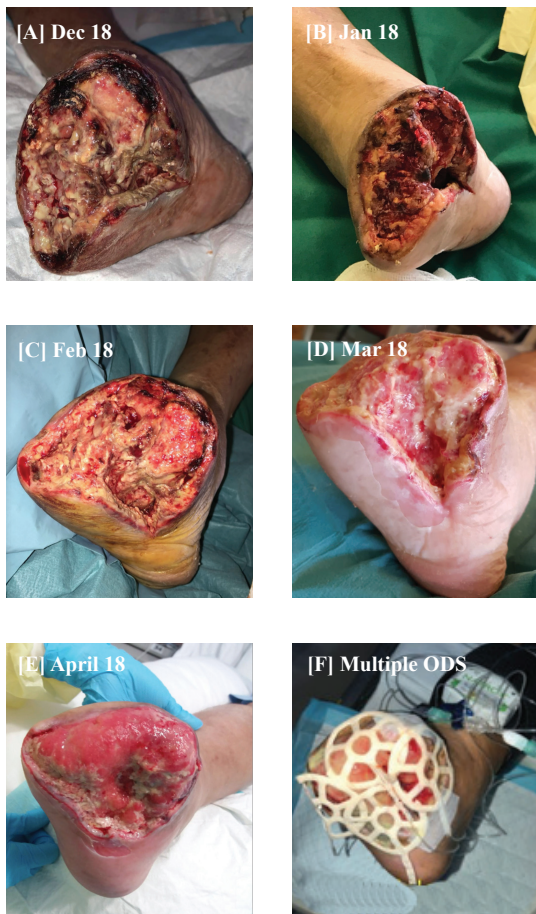 [A] Dec 18
[B] Jan 18
[C] Feb 18
[D] Mar 18
[E] April 18
[F] Multiple ODS